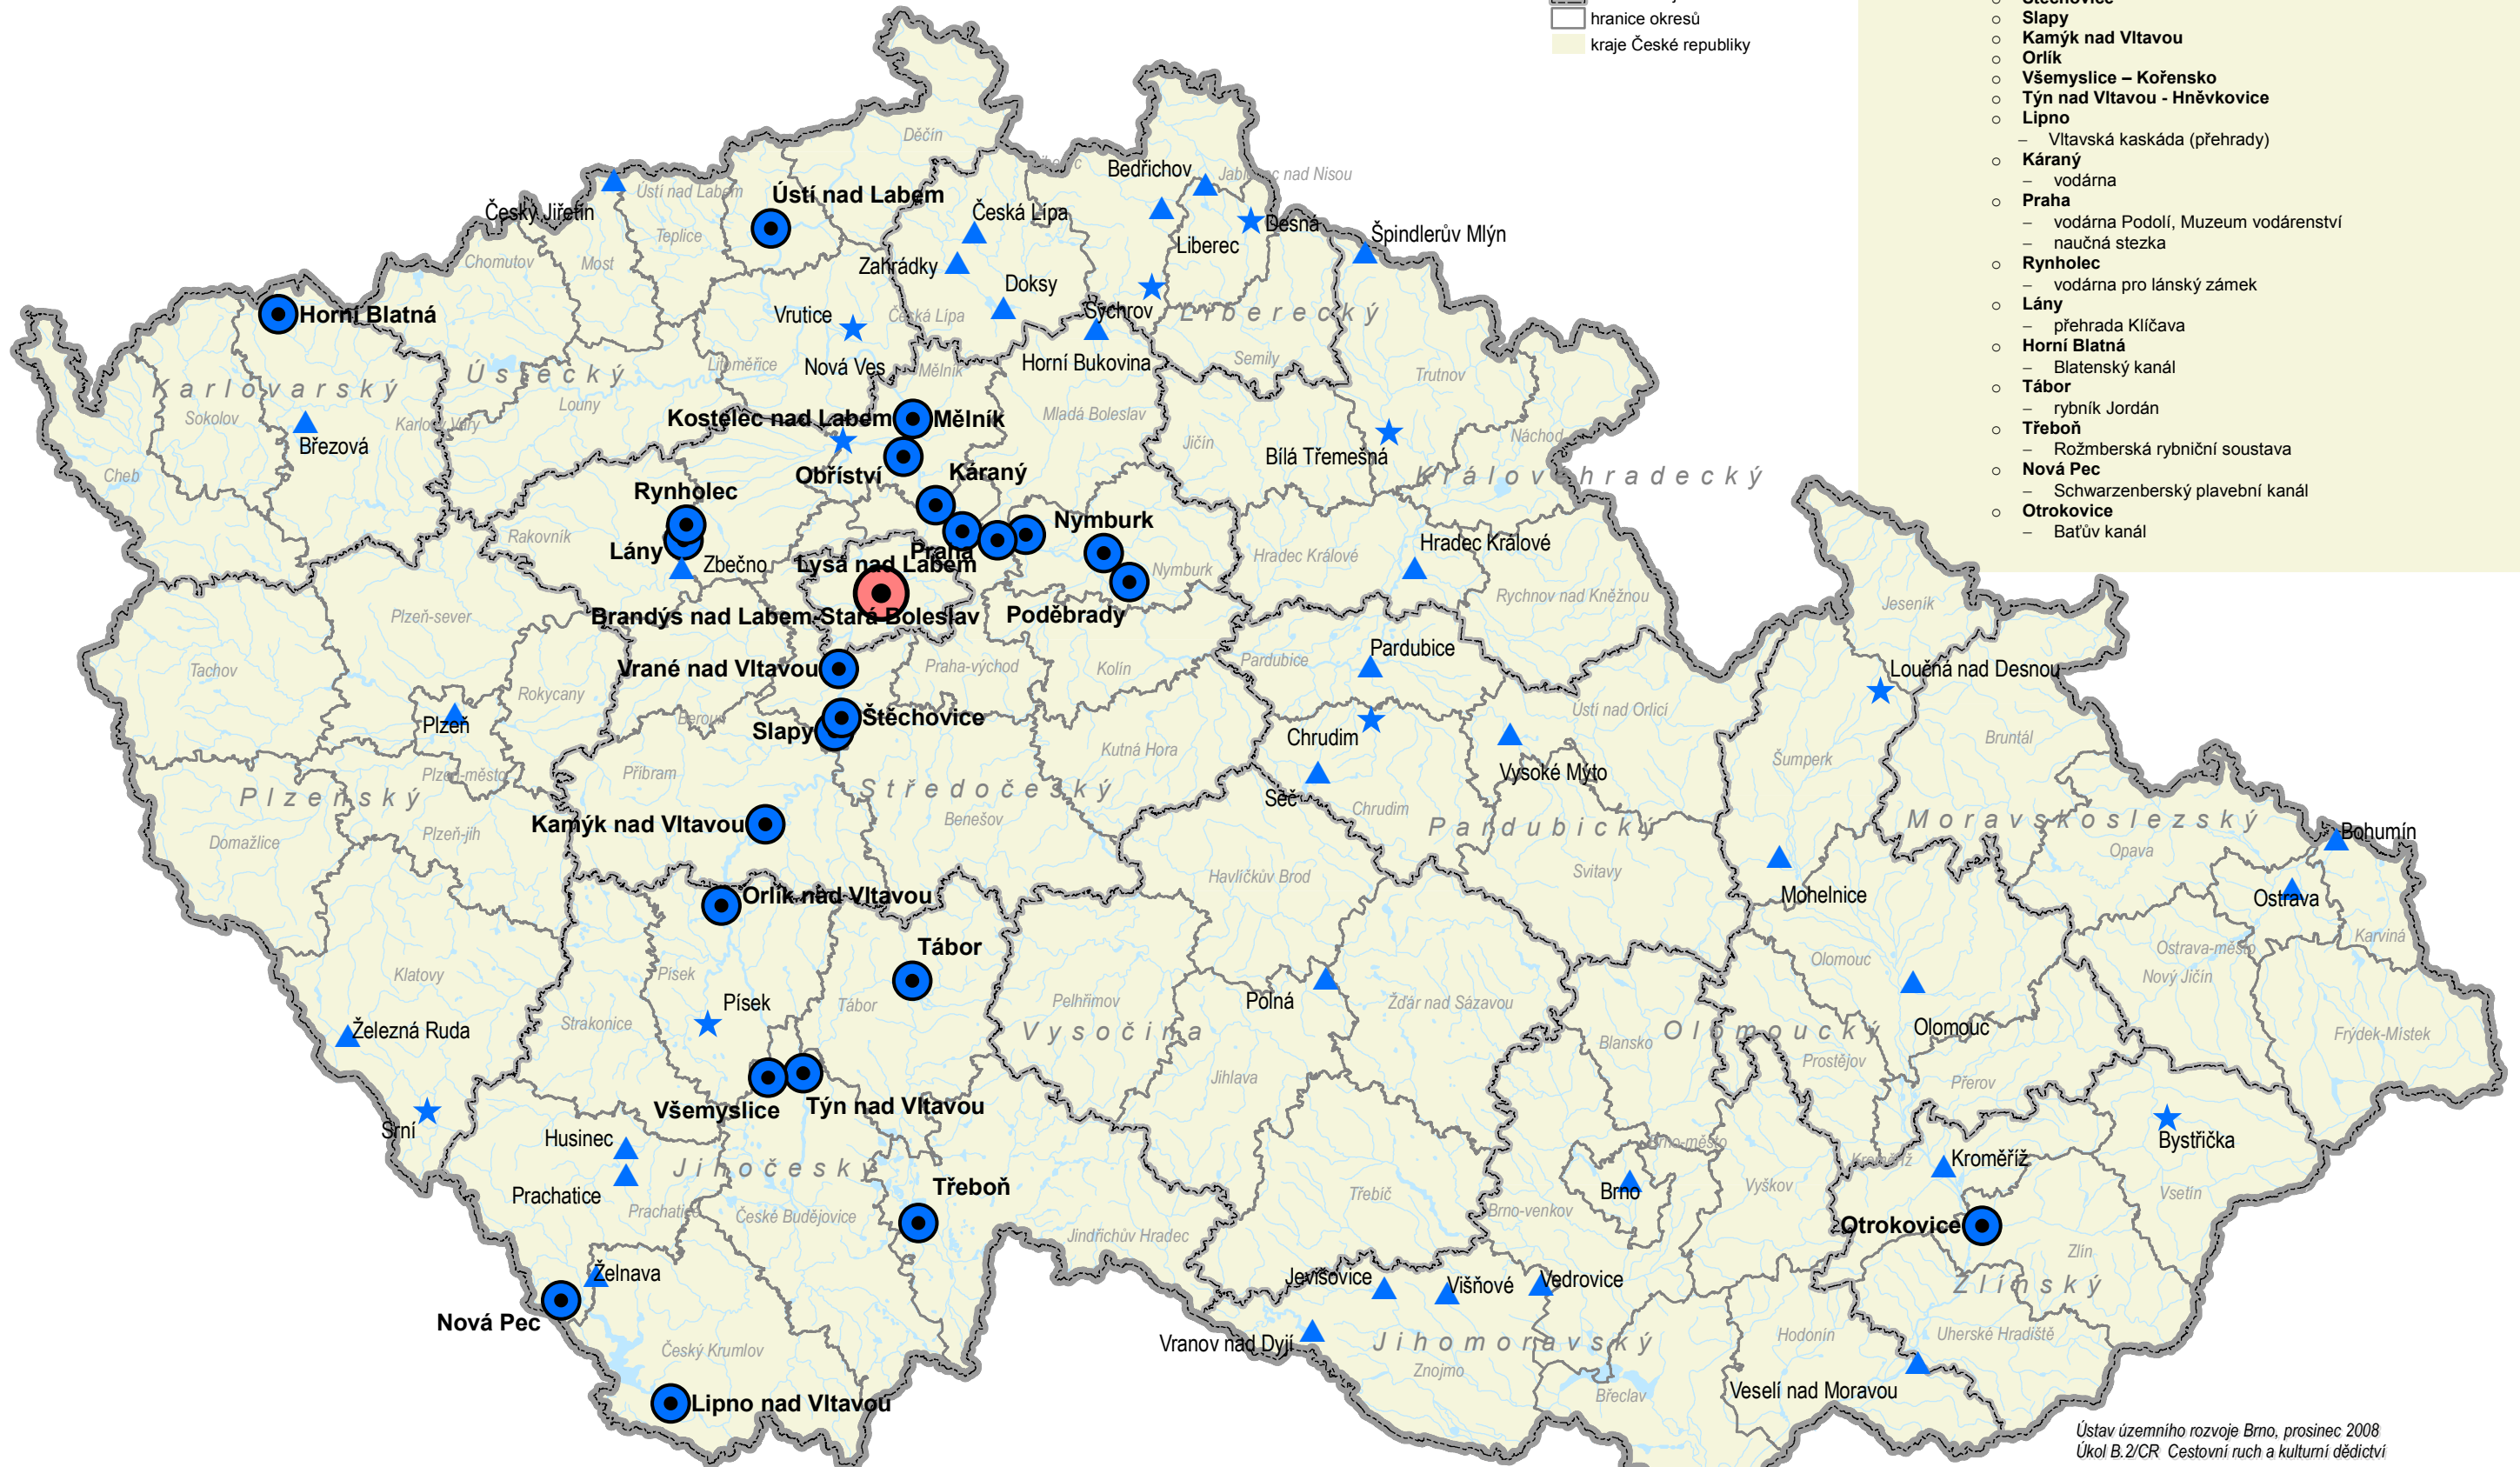 hranice okresů
kraje České republiky
Štěchovice
○ Slapy
○ Kamýk nad Vltavou
○ Orlík
○ Všemyslice – Kořensko
○ Týn nad Vltavou - Hněvkovice
○ Lipno
– Vltavská kaskáda (přehrady)
○ Káraný
– vodárna
○ Praha
– vodárna Podolí, Muzeum vodárenství
– naučná stezka
○ Rynholec
– vodárna pro lánský zámek
○ Lány
– přehrada Klíčava
○ Horní Blatná
– Blatenský kanál
○ Tábor
– rybník Jordán
○ Třeboň
– Rožmberská rybniční soustava
○ Nová Pec
– Schwarzenberský plavební kanál
○ Otrokovice
– Baťův kanál
Děčín
Bedřichov
Jablonec nad Nisou
Ústí nad Labem
Ústí nad Labem
Český Jiřetín
Česká Lípa
Desná
Teplice
Špindlerův Mlýn
Liberec
Chomutov
Most
Zahrádky
Doksy
Horní Blatná
Vrutice
Česká Lípa
Sychrov
Liberecký
Litoměřice
Nová Ves
Mělník
Horní Bukovina
Semily
Trutnov
Karlovarský
Ústecký
Sokolov
Louny
Kostelec nad Labem
Mělník
Mladá Boleslav
Karlovy Vary
Březová
Jičín
Náchod
Bílá Třemešná
Cheb
Obříství
Káraný
Královéhradecký
Rynholec
Rakovník
Nymburk
Lány
Zbečno
Praha
Lysá nad Labem
Hradec Králové
Hradec Králové
Nymburk
Brandýs nad Labem-Stará Boleslav
Poděbrady
Rychnov nad Kněžnou
Jeseník
Plzeň-sever
Tachov
Rokycany
Vrané nad Vltavou
Praha-východ
Kolín
Pardubice
Pardubice
Loučná nad Desnou
Plzeň
Beroun
Slapy
Štěchovice
Chrudim
Ústí nad Orlicí
Kutná Hora
Bruntál
Plzeň-město
Příbram
Vysoké Mýto
Šumperk
Plzeňský
Středočeský
Seč
Chrudim
Benešov
Kamýk nad Vltavou
Pardubický
Moravskoslezský
Domažlice
Plzeň-jih
Bohumín
Opava
Svitavy
Havlíčkův Brod
Orlík nad Vltavou
Mohelnice
Ostrava
Karviná
Tábor
Ostrava-město
Klatovy
Písek
Olomouc
Nový Jičín
Písek
Tábor
Pelhřimov
Polná
Žďár nad Sázavou
Železná Ruda
Strakonice
Vysočina
Blansko
Olomoucký
Olomouc
Frýdek-Místek
Jihlava
Prostějov
Přerov
Všemyslice
Týn nad Vltavou
Srní
Husinec
Brno-město
Bystřička
Kroměříž
Kroměříž
Jihočeský
Prachatice
Třeboň
Třebíč
Brno
Vyškov
Vsetín
Prachatice
České Budějovice
Brno-venkov
Otrokovice
Jindřichův Hradec
Zlín
Želnava
Jevišovice
Višňové
Vedrovice
Zlínský
Nová Pec
Vranov nad Dyjí
Jihomoravský
Hodonín
Uherské Hradiště
Český Krumlov
Znojmo
Břeclav
Veselí nad Moravou
Lipno nad Vltavou
Ústav územního rozvoje Brno, prosinec 2008
Úkol B.2/CR Cestovní ruch a kulturní dědictví